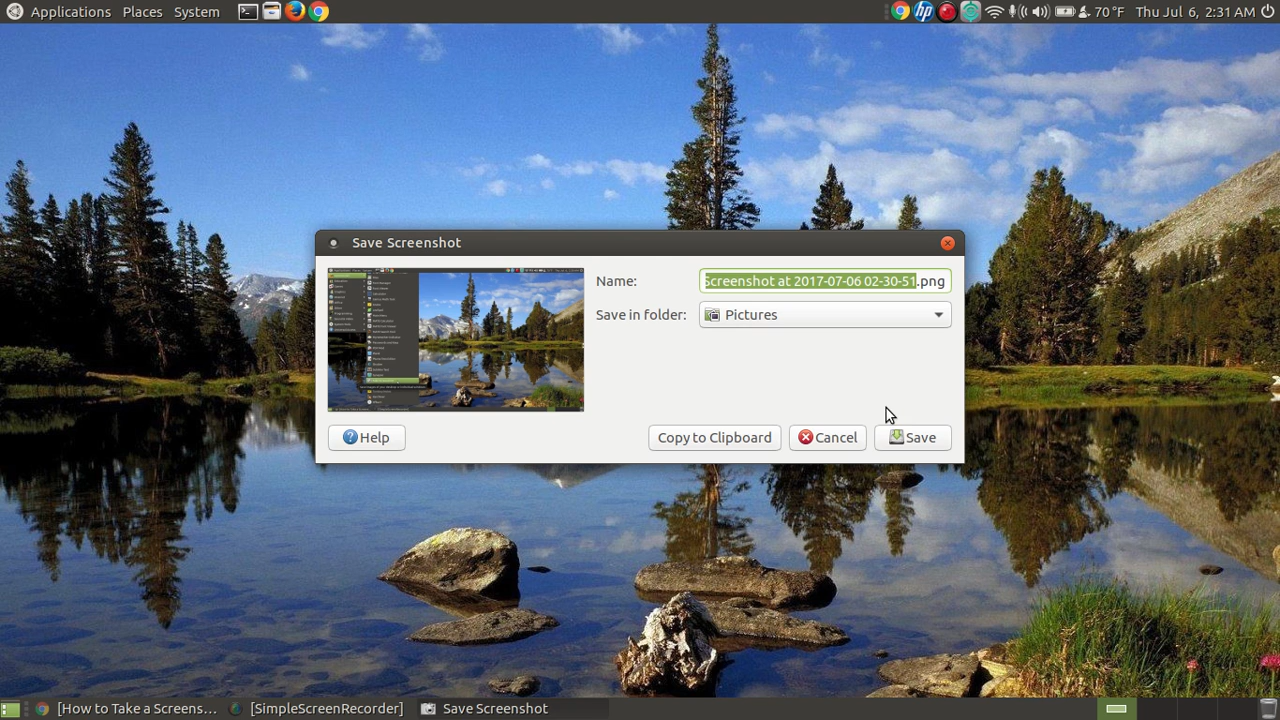 Applications Places System
70 °F Thu Jul 6, 2:31 AM
Save Screenshot
Name: Screenshot at 2017-07-06 02-30-51.png
Save in folder: Pictures
Help Copy to Clipboard Cancel Save
[How to Take a Screens... [SimpleScreenRecorder] Save Screenshot